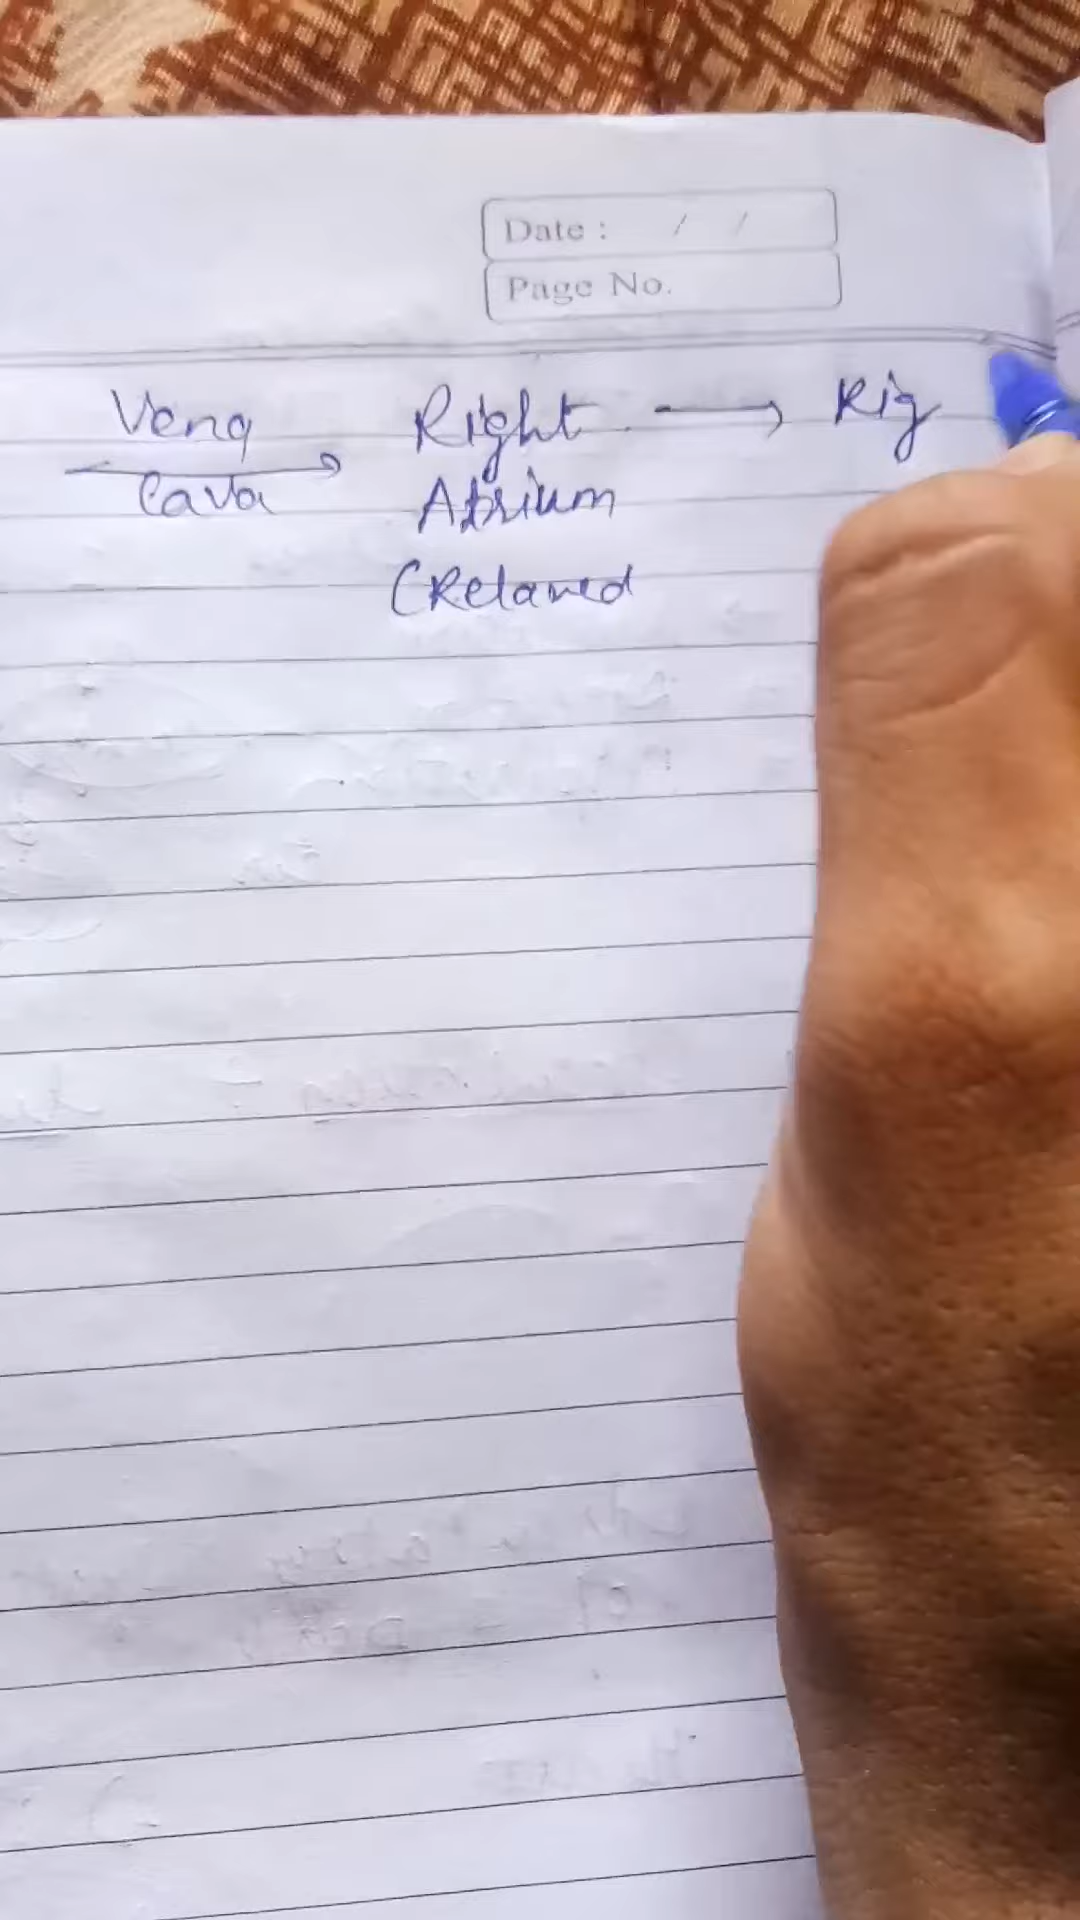 Date : / /
Page No.
Vena Right → Rig
Cava Atrium
(Relaxed